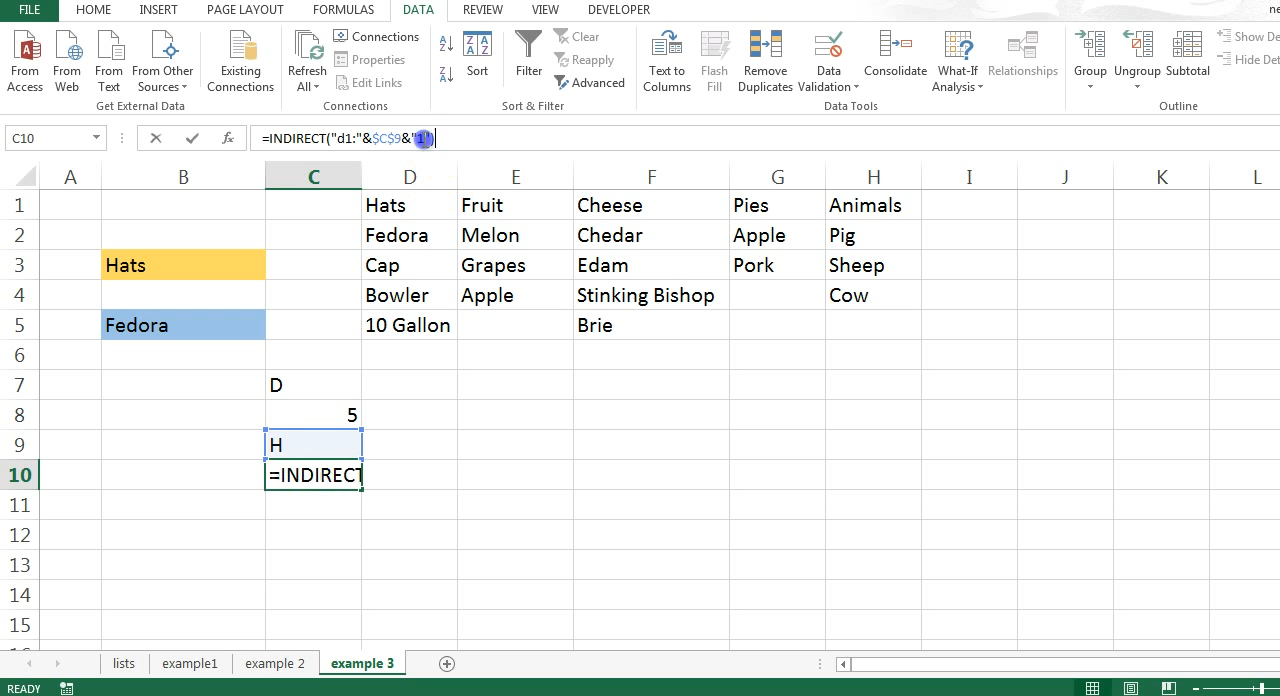 FILE HOME INSERT PAGE LAYOUT FORMULAS DATA REVIEW VIEW DEVELOPER
From Access
From Web
From Text
From Other Sources
Existing Connections
Get External Data
Refresh All
Connections
Properties
Edit Links
Connections
Sort
Filter
Clear
Reapply
Advanced
Sort & Filter
Text to Columns
Flash Fill
Remove Duplicates
Data Validation
Consolidate
What-If Analysis
Relationships
Data Tools
Group
Ungroup
Subtotal
Show De
Hide Det
Outline
C10 fx =INDIRECT("d1:"&$C$9&"1")
A B C D E F G H I J K L
1 Hats Fruit Cheese Pies Animals
2 Fedora Melon Chedar Apple Pig
3 Hats Cap Grapes Edam Pork Sheep
4 Bowler Apple Stinking Bishop Cow
5 Fedora 10 Gallon Brie
6
7 D
8 5
9 H
10 =INDIRECT
11
12
13
14
15
lists example1 example 2 example 3
READY